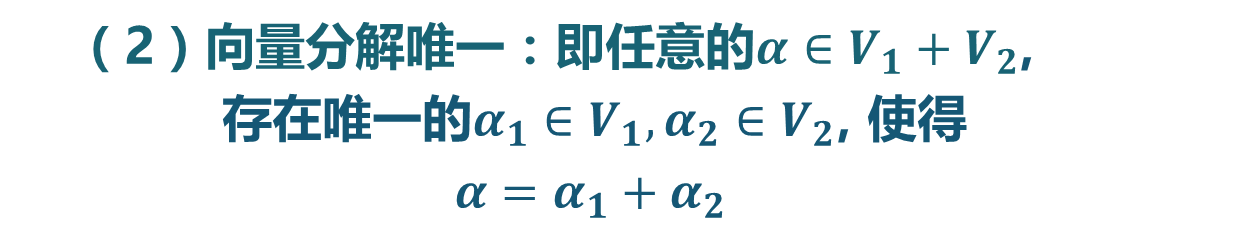 （2）向量分解唯一：即任意的α ∈ V₁ + V₂,
存在唯一的α₁ ∈ V₁, α₂ ∈ V₂, 使得
α = α₁ + α₂